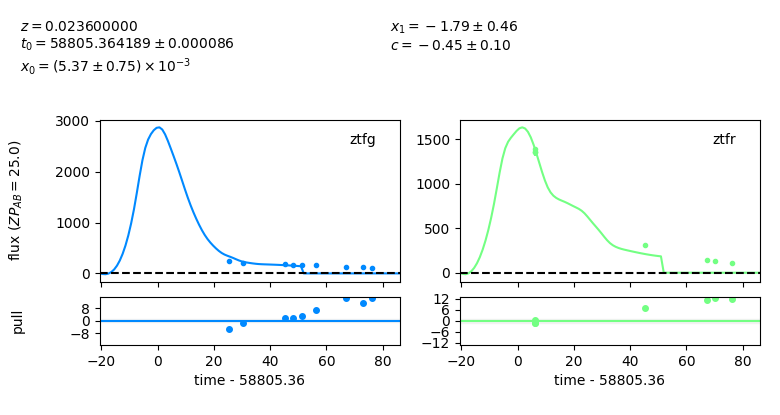 z = 0.023600000
t₀ = 58805.364189 ± 0.000086
x₀ = (5.37 ± 0.75) × 10⁻³
x₁ = −1.79 ± 0.46
c = −0.45 ± 0.10
flux (ZP_AB = 25.0)
3000
2000
1000
0
ztfg
1500
1000
500
0
ztfr
pull
8
0
−8
−20 0 20 40 60 80
time - 58805.36
12
6
0
−6
−12
−20 0 20 40 60 80
time - 58805.36